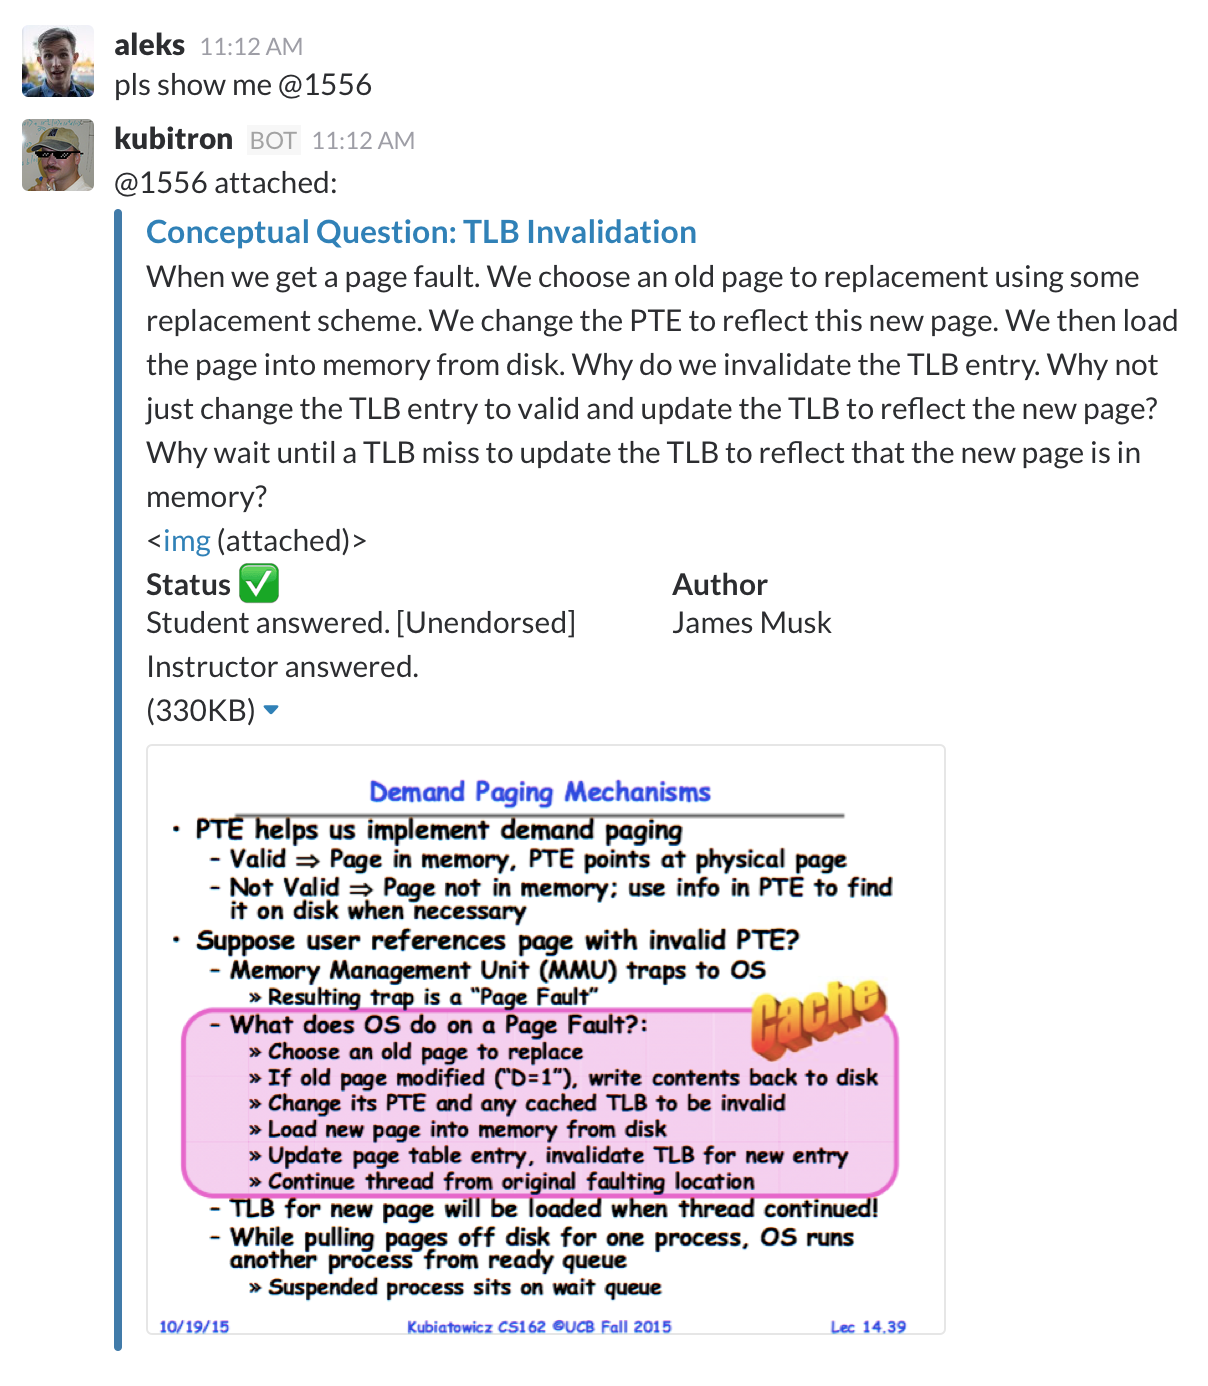 aleks 11:12 AM
pls show me @1556
kubitron BOT 11:12 AM
@1556 attached:
Conceptual Question: TLB Invalidation
When we get a page fault. We choose an old page to replacement using some
replacement scheme. We change the PTE to reflect this new page. We then load
the page into memory from disk. Why do we invalidate the TLB entry. Why not
just change the TLB entry to valid and update the TLB to reflect the new page?
Why wait until a TLB miss to update the TLB to reflect that the new page is in
memory?
<img (attached)>
Status ✅ Author
Student answered. [Unendorsed] James Musk
Instructor answered.
(330KB)
Demand Paging Mechanisms
• PTE helps us implement demand paging
– Valid ⇒ Page in memory, PTE points at physical page
– Not Valid ⇒ Page not in memory; use info in PTE to find
it on disk when necessary
• Suppose user references page with invalid PTE?
– Memory Management Unit (MMU) traps to OS
» Resulting trap is a “Page Fault”
– What does OS do on a Page Fault?:
Cache
» Choose an old page to replace
» If old page modified (“D=1”), write contents back to disk
» Change its PTE and any cached TLB to be invalid
» Load new page into memory from disk
» Update page table entry, invalidate TLB for new entry
» Continue thread from original faulting location
– TLB for new page will be loaded when thread continued!
– While pulling pages off disk for one process, OS runs
another process from ready queue
» Suspended process sits on wait queue
10/19/15 Kubiatowicz CS162 ©UCB Fall 2015 Lec 14.39